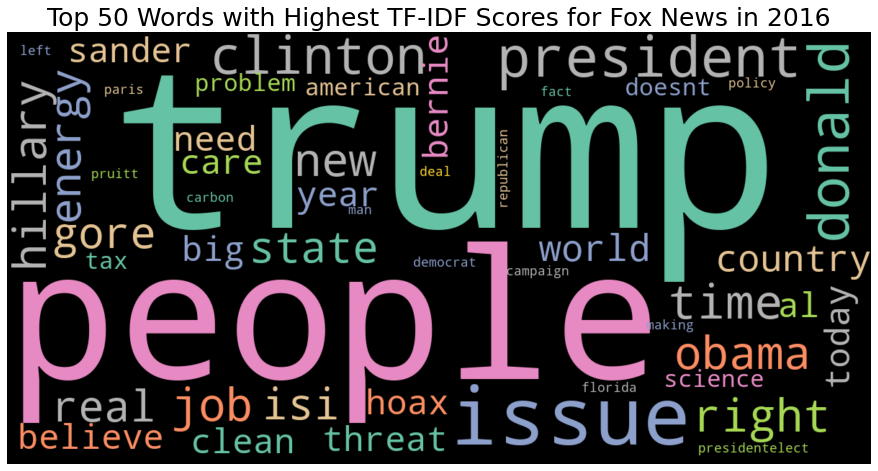 Top 50 Words with Highest TF-IDF Scores for Fox News in 2016
left
sander
clinton
president
donald
paris
energy
problem
american
bernie
fact
doesnt
policy
hillary
trump
need
care
new
republican
pruitt
deal
carbon
year
man
gore
tax
big
state
democrat
world
campaign
country
people
time
al
today
making
obama
science
florida
real
job
isi
hoax
issue
right
believe
clean
threat
presidentelect